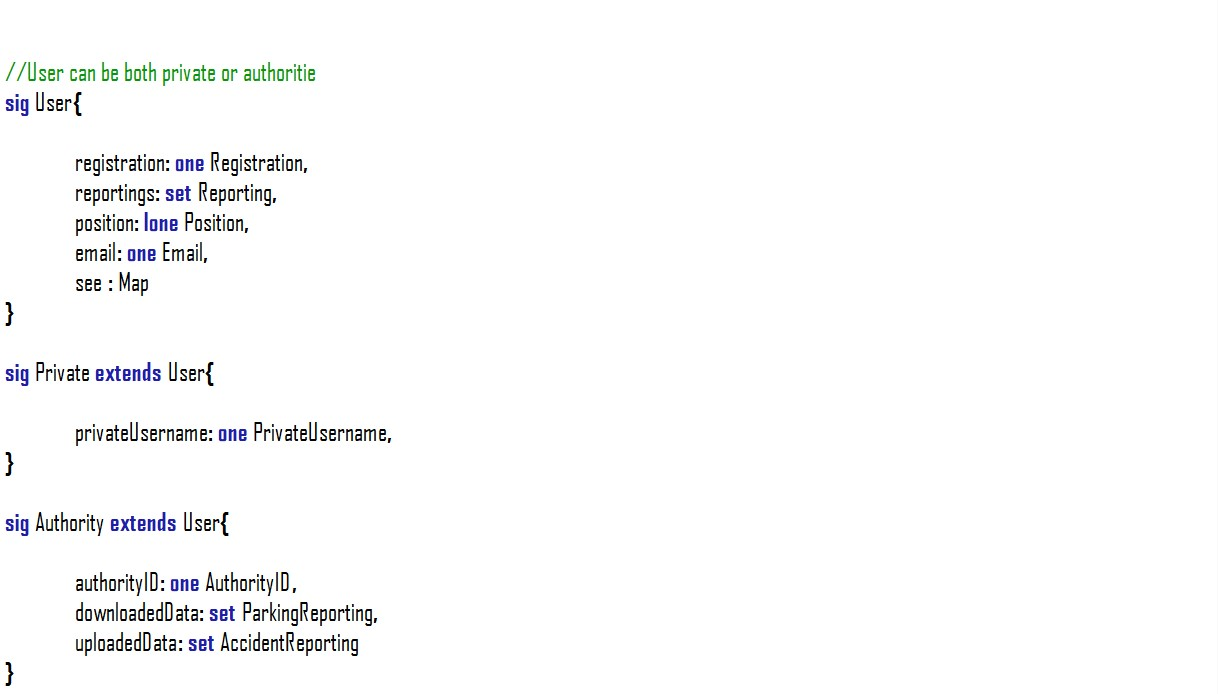 //User can be both private or authoritie
sig User{
registration: one Registration,
reportings: set Reporting,
position: lone Position,
email: one Email,
see : Map
}
sig Private extends User{
privateUsername: one PrivateUsername,
}
sig Authority extends User{
authorityID: one AuthorityID,
downloadedData: set ParkingReporting,
uploadedData: set AccidentReporting
}